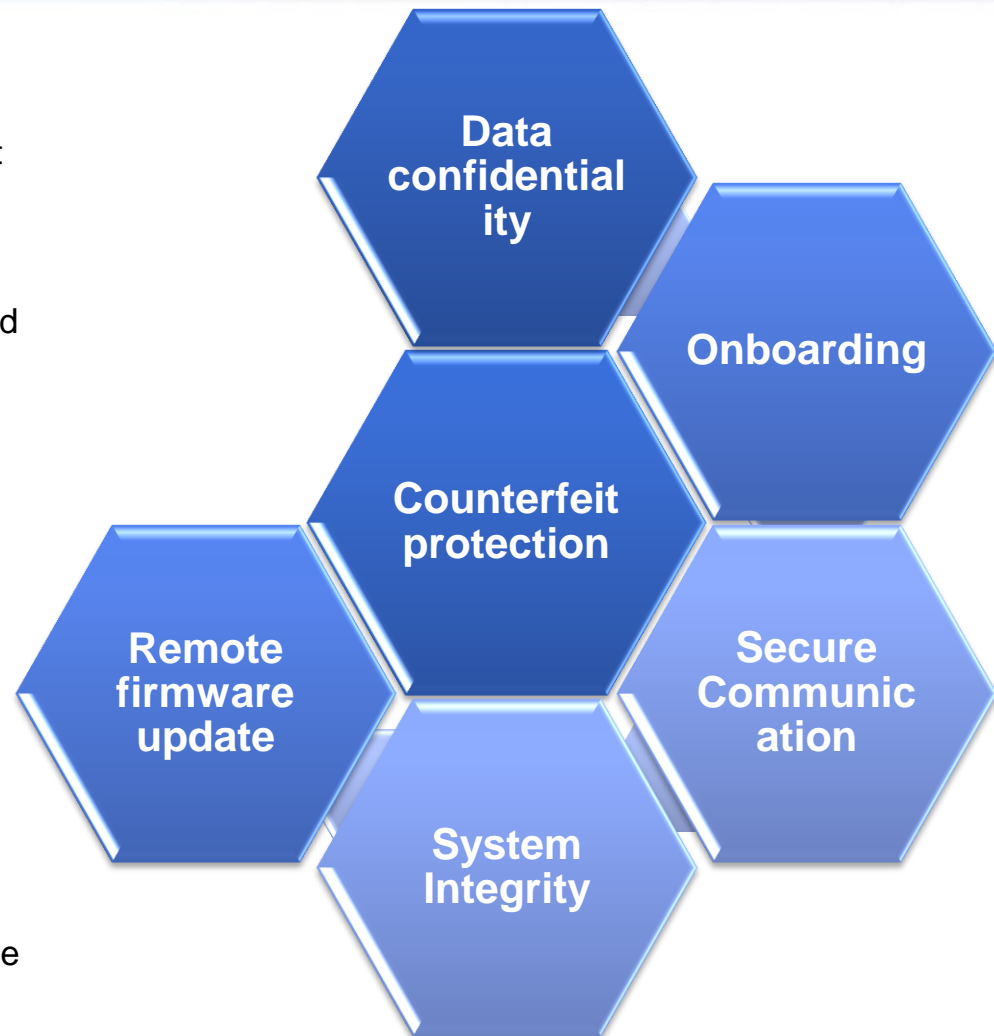 Data
confidential
ity
Onboarding
Counterfeit
protection
Remote
firmware
update
Secure
Communic
ation
System
Integrity